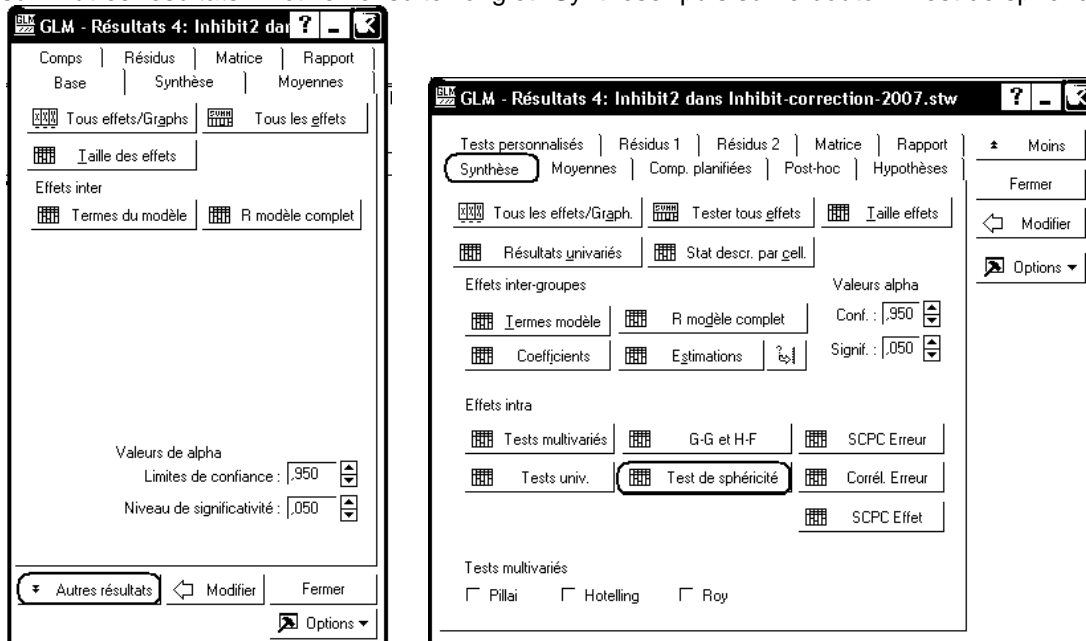 GLM - Résultats 4: Inhibit2 dar
Comps Résidus Matrice Rapport
Base Synthèse Moyennes
Tous effets/Graphs Tous les effets
Taille des effets
Effets inter
Termes du modèle R modèle complet
Valeurs de alpha
Limites de confiance : ,950
Niveau de significativité : ,050
Autres résultats Modifier Fermer
Options
GLM - Résultats 4: Inhibit2 dans Inhibit-correction-2007.stw
Tests personnalisés Résidus 1 Résidus 2 Matrice Rapport
Synthèse Moyennes Comp. planifiées Post-hoc Hypothèses
Tous les effets/Graph. Tester tous effets Taille effets
Résultats univariés Stat descr. par cell.
Effets inter-groupes Valeurs alpha
Termes modèle R modèle complet Conf. : ,950
Coefficients Estimations Signif. : ,050
Effets intra
Tests multivariés G-G et H-F SCPC Erreur
Tests univ. Test de sphéricité Corrél. Erreur
SCPC Effet
Tests multivariés
Pillai Hotelling Roy
Moins
Fermer
Modifier
Options